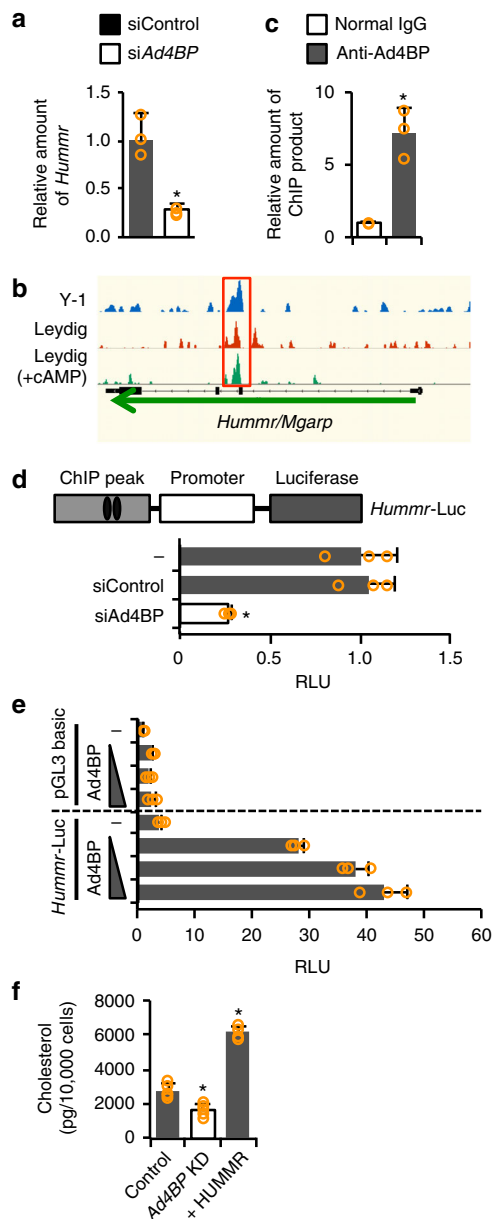 a
siControl
siAd4BP
Relative amount
of Hummr
1.5
1.0
0.5
0.0
*
c
Normal IgG
Anti-Ad4BP
Relative amount of
ChIP product
10
5
0
*
b
Y-1
Leydig
Leydig
(+cAMP)
Hummr/Mgarp
d
ChIP peak
Promoter
Luciferase
Hummr-Luc
–
siControl
siAd4BP
*
0
0.5
1.0
1.5
RLU
e
pGL3 basic
Ad4BP
–
Hummr-Luc
Ad4BP
–
0
10
20
30
40
50
60
RLU
f
Cholesterol
(pg/10,000 cells)
8000
6000
4000
2000
0
*
*
Control
Ad4BP KD
+ HUMMR